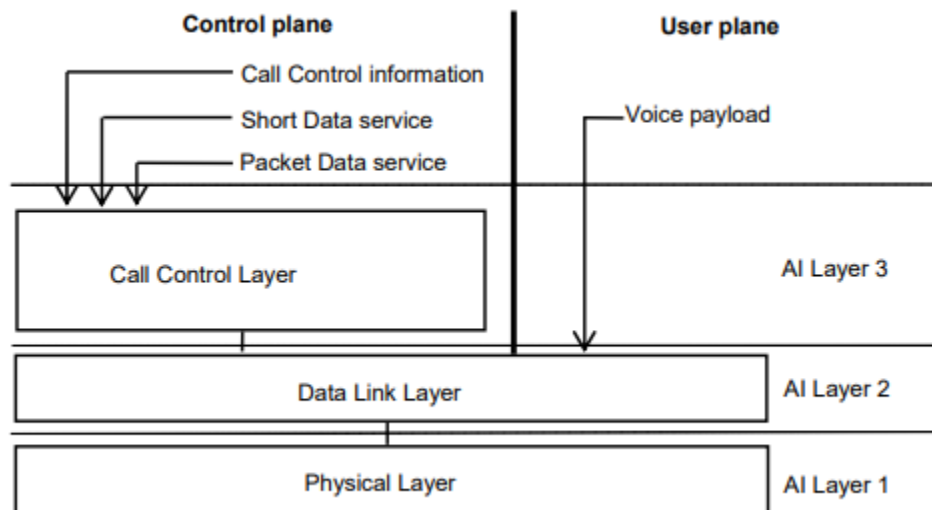 Control plane
User plane
Call Control information
Short Data service
Voice payload
Packet Data service
Call Control Layer
AI Layer 3
Data Link Layer
AI Layer 2
Physical Layer
AI Layer 1